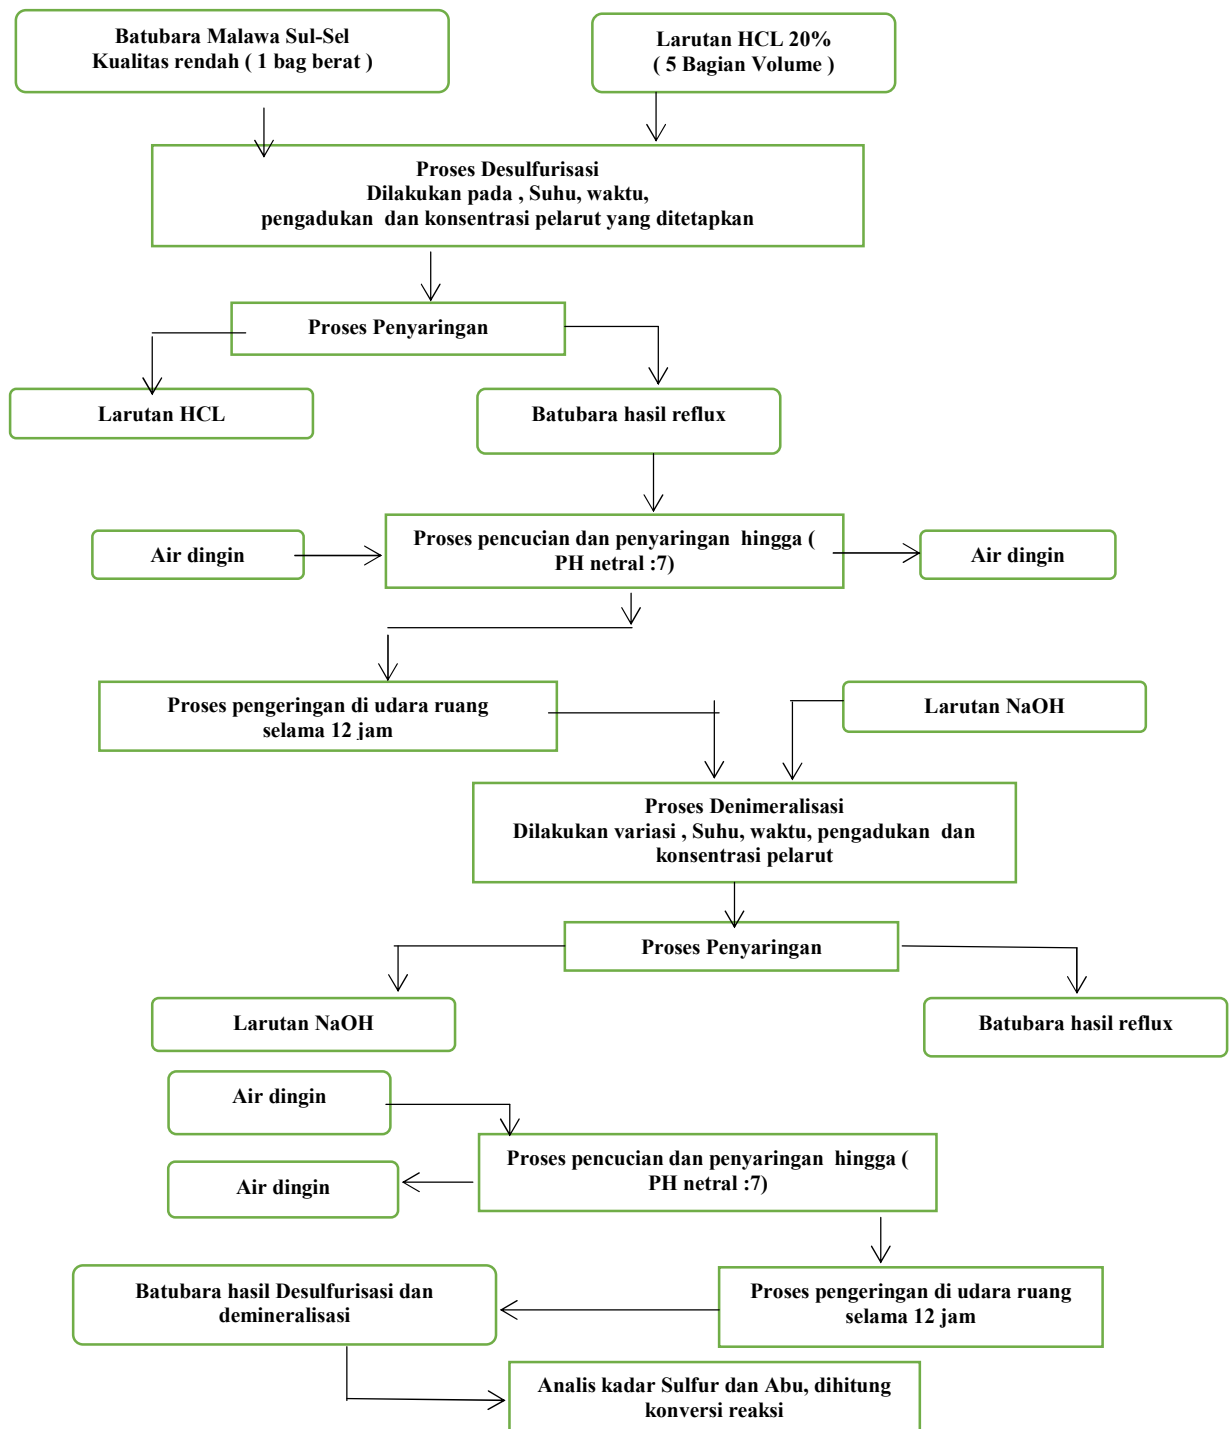 Batubara Malawa Sul-Sel
Kualitas rendah ( 1 bag berat )
Larutan HCL 20%
( 5 Bagian Volume )
Proses Desulfurisasi
Dilakukan pada , Suhu, waktu,
pengadukan dan konsentrasi pelarut yang ditetapkan
Proses Penyaringan
Larutan HCL
Batubara hasil reflux
Air dingin
Proses pencucian dan penyaringan hingga (
PH netral :7)
Air dingin
Proses pengeringan di udara ruang
selama 12 jam
Larutan NaOH
Proses Denimeralisasi
Dilakukan variasi , Suhu, waktu, pengadukan dan
konsentrasi pelarut
Proses Penyaringan
Larutan NaOH
Batubara hasil reflux
Air dingin
Proses pencucian dan penyaringan hingga (
PH netral :7)
Air dingin
Batubara hasil Desulfurisasi dan
demineralisasi
Proses pengeringan di udara ruang
selama 12 jam
Analis kadar Sulfur dan Abu, dihitung
konversi reaksi